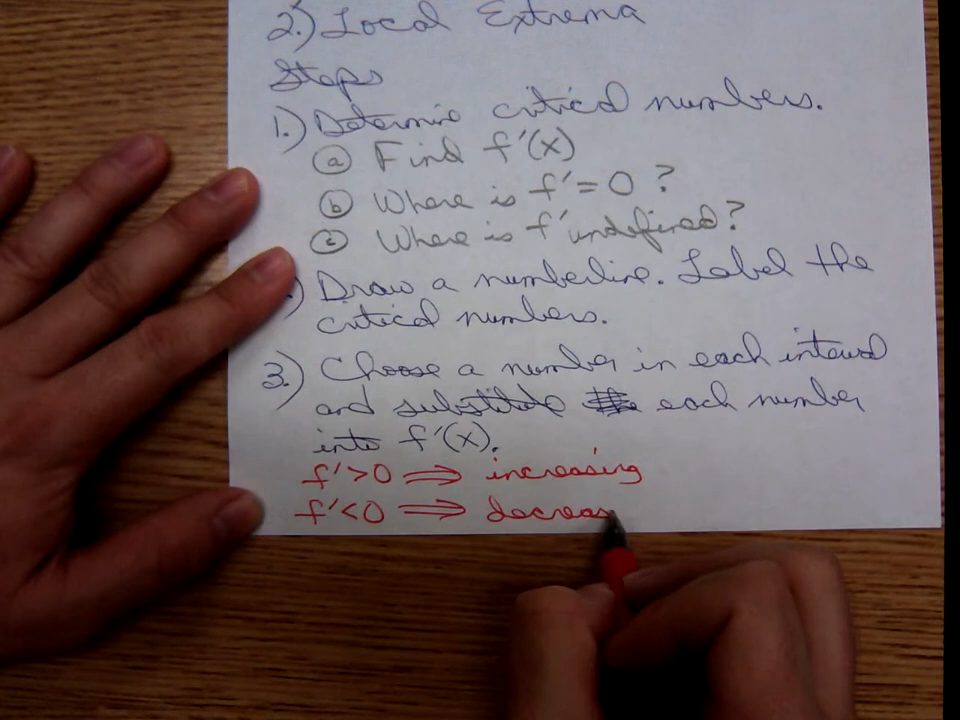 2.) Local Extrema
Steps
1.) Determine critical numbers.
(a) Find f'(x)
(b) Where is f' = 0 ?
(c) Where is f' undefined?
.) Draw a numberline. Label the
critical numbers.
3.) Choose a number in each interval
and substitute each number
into f'(x).
f' > 0 ⟹ increasing
f' < 0 ⟹ decreas